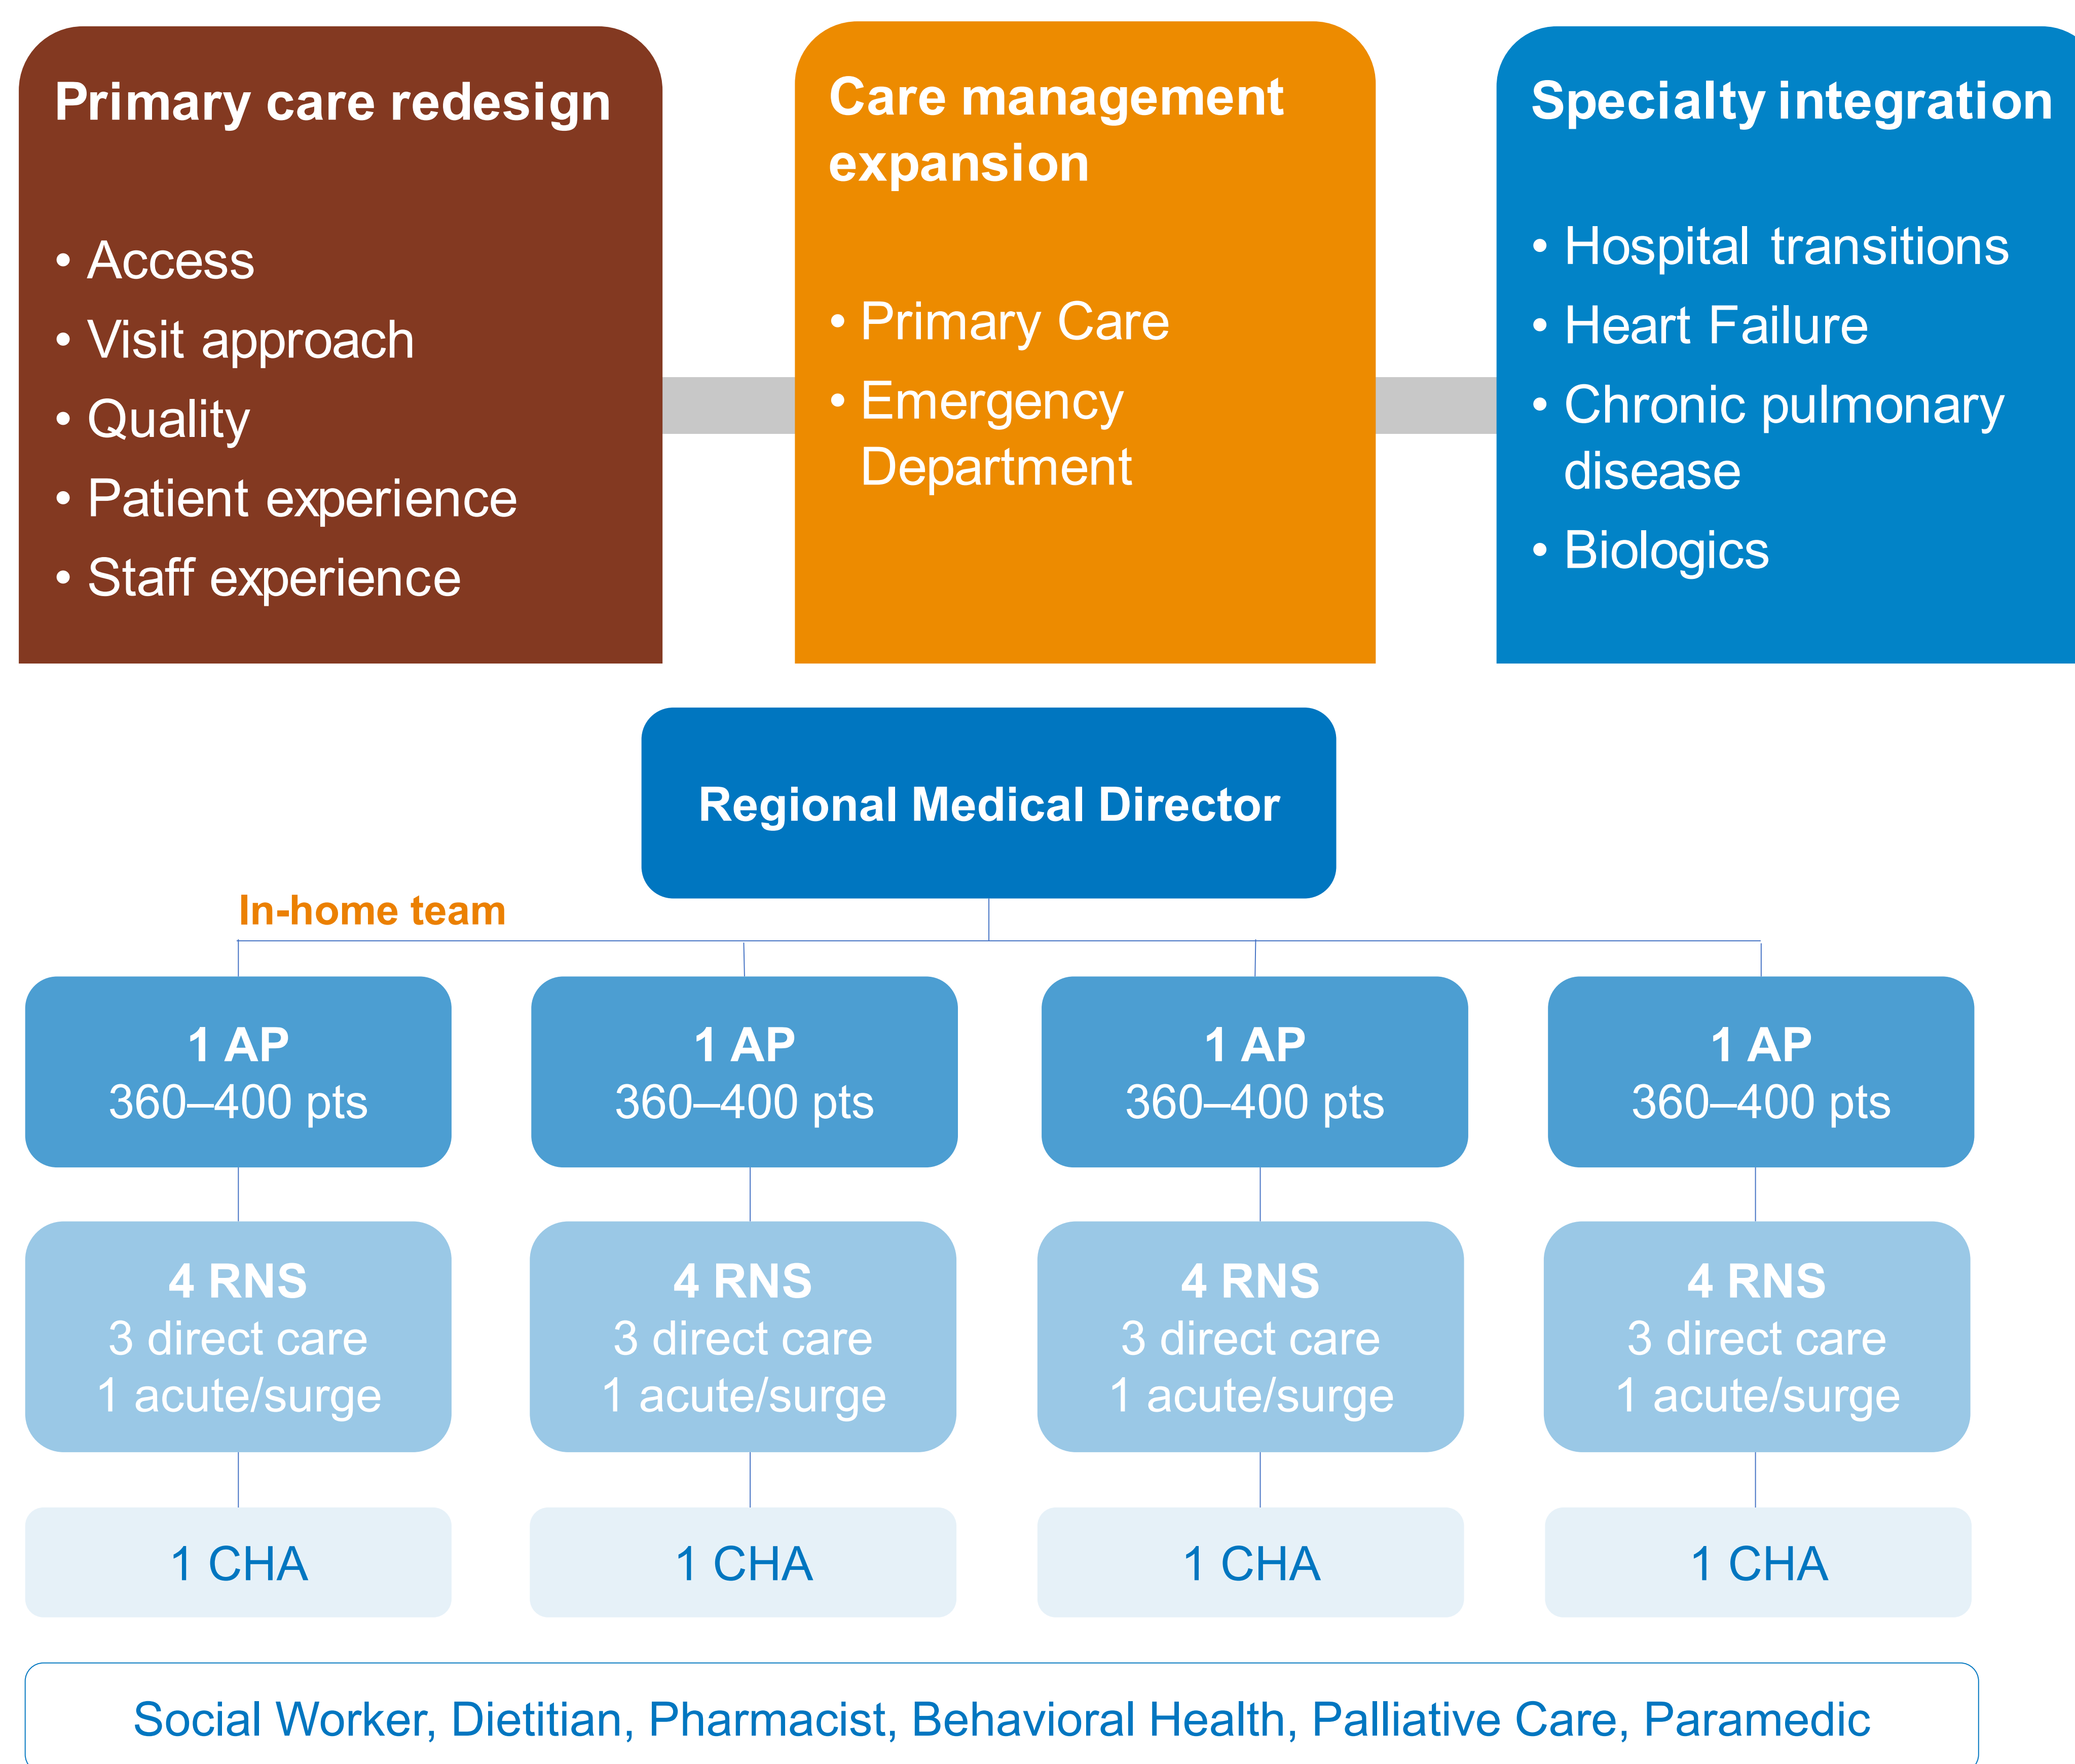 Primary care redesign
• Access
• Visit approach
• Quality
• Patient experience
• Staff experience
Care management
expansion
• Primary Care
• Emergency
Department
Specialty integration
• Hospital transitions
• Heart Failure
• Chronic pulmonary
disease
• Biologics
Regional Medical Director
In-home team
1 AP
360–400 pts
1 AP
360–400 pts
1 AP
360–400 pts
1 AP
360–400 pts
4 RNS
3 direct care
1 acute/surge
4 RNS
3 direct care
1 acute/surge
4 RNS
3 direct care
1 acute/surge
4 RNS
3 direct care
1 acute/surge
1 CHA
1 CHA
1 CHA
1 CHA
Social Worker, Dietitian, Pharmacist, Behavioral Health, Palliative Care, Paramedic